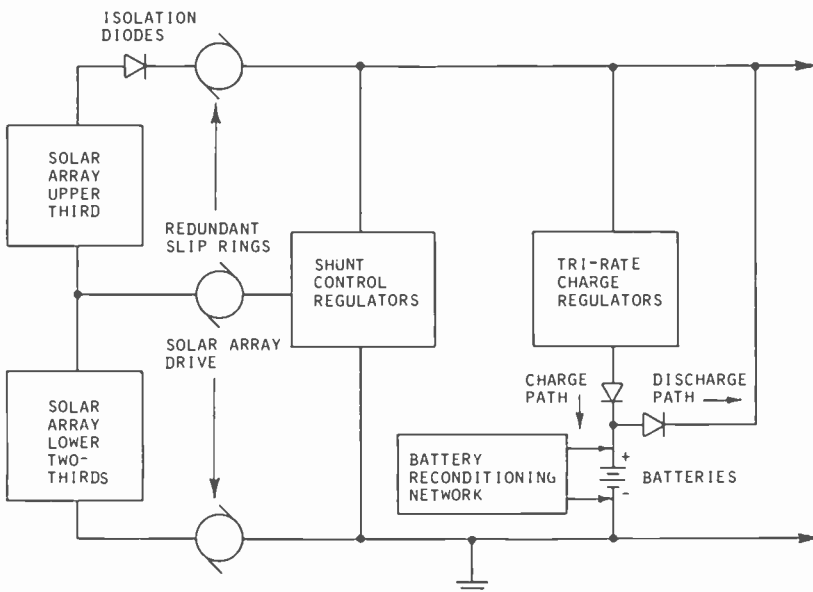 ISOLATION
DIODES
SOLAR
ARRAY
UPPER
THIRD
REDUNDANT
SLIP RINGS
SHUNT
CONTROL
REGULATORS
TRI-RATE
CHARGE
REGULATORS
SOLAR ARRAY
DRIVE
SOLAR
ARRAY
LOWER
TWO-
THIRDS
CHARGE
PATH
DISCHARGE
PATH
BATTERY
RECONDITIONING
NETWORK
+
-
BATTERIES